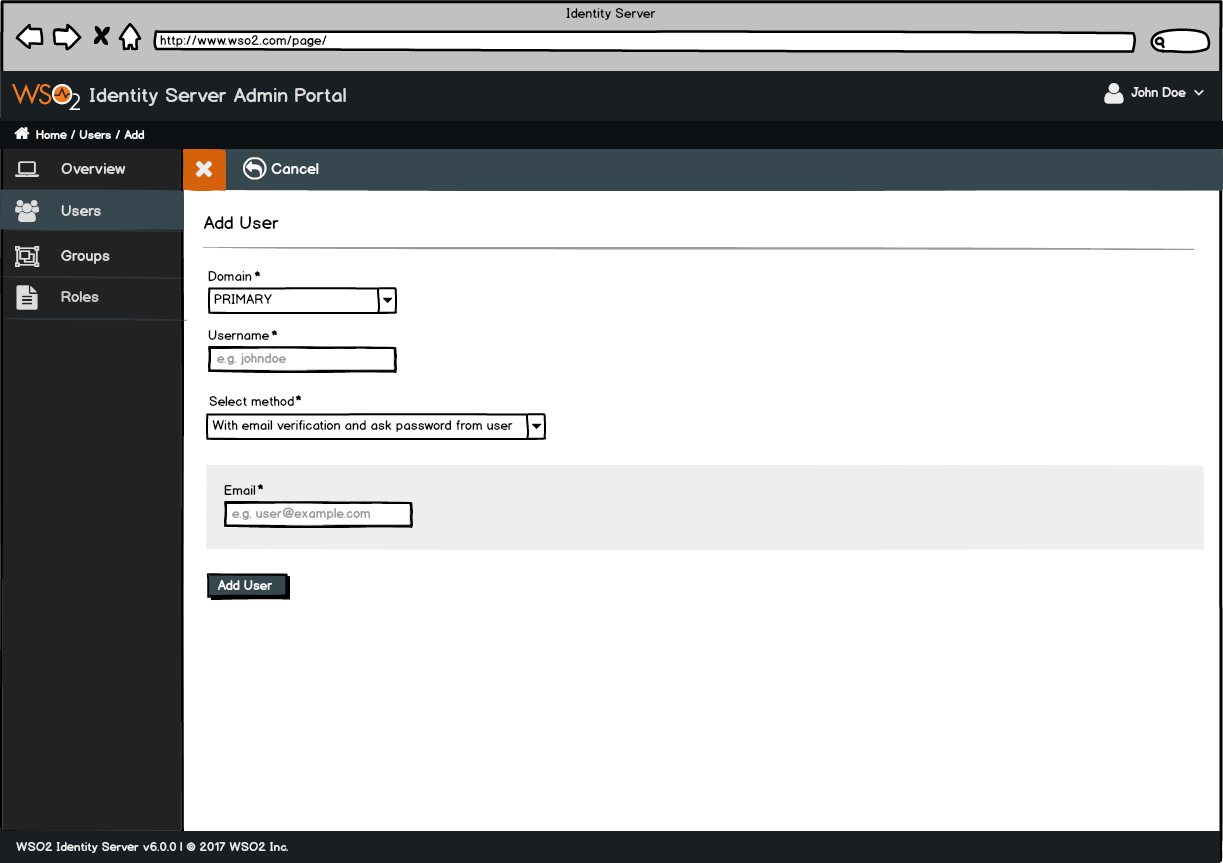 Identity Server
http://www.wso2.com/page/
WSO2 Identity Server Admin Portal
John Doe
Home / Users / Add
Overview
Cancel
Users
Add User
Groups
Domain *
Roles
PRIMARY
Username *
e.g. johndoe
Select method*
With email verification and ask password from user
Email *
e.g. user@example.com
Add User
WSO2 Identity Server v6.0.0 | © 2017 WSO2 Inc.